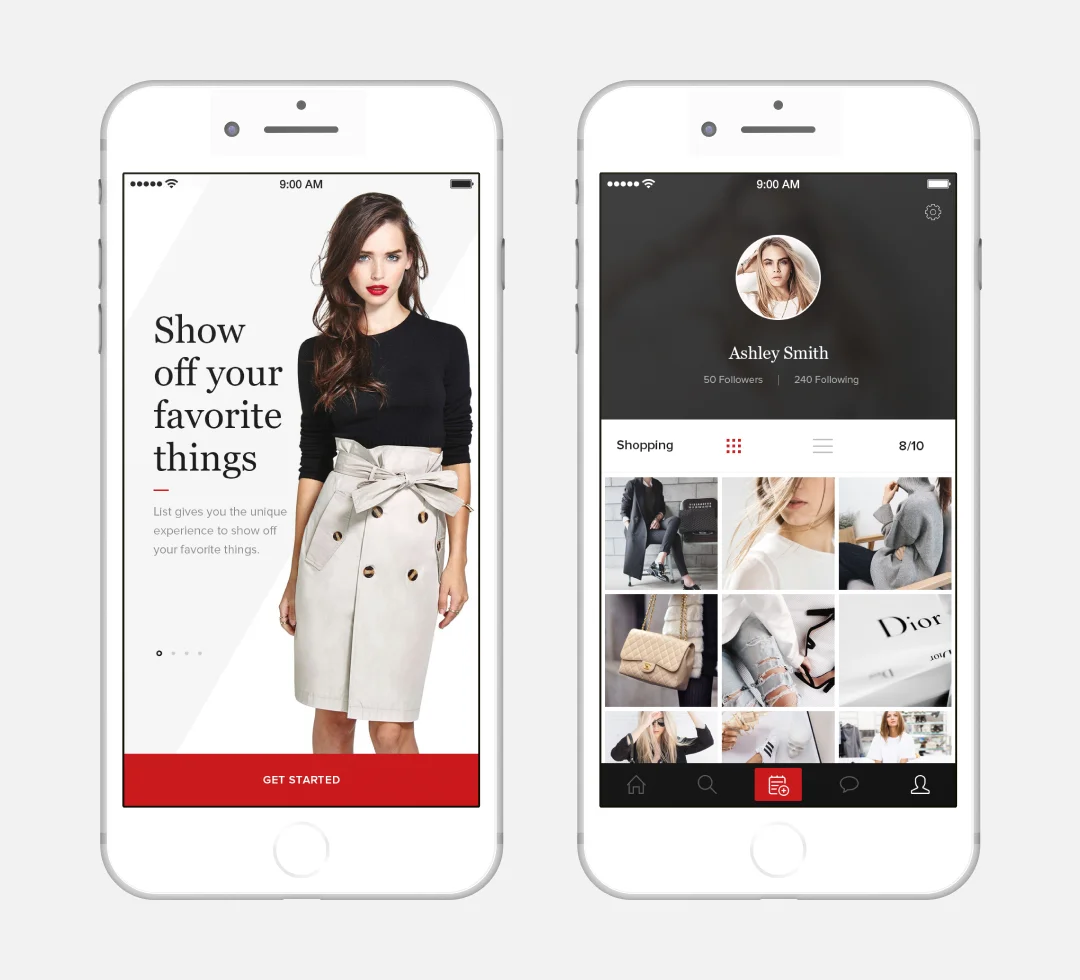 9:00 AM
Show
off your
favorite
things
List gives you the unique
experience to show off
your favorite things.
GET STARTED
9:00 AM
Ashley Smith
50 Followers | 240 Following
Shopping 8/10
Dior